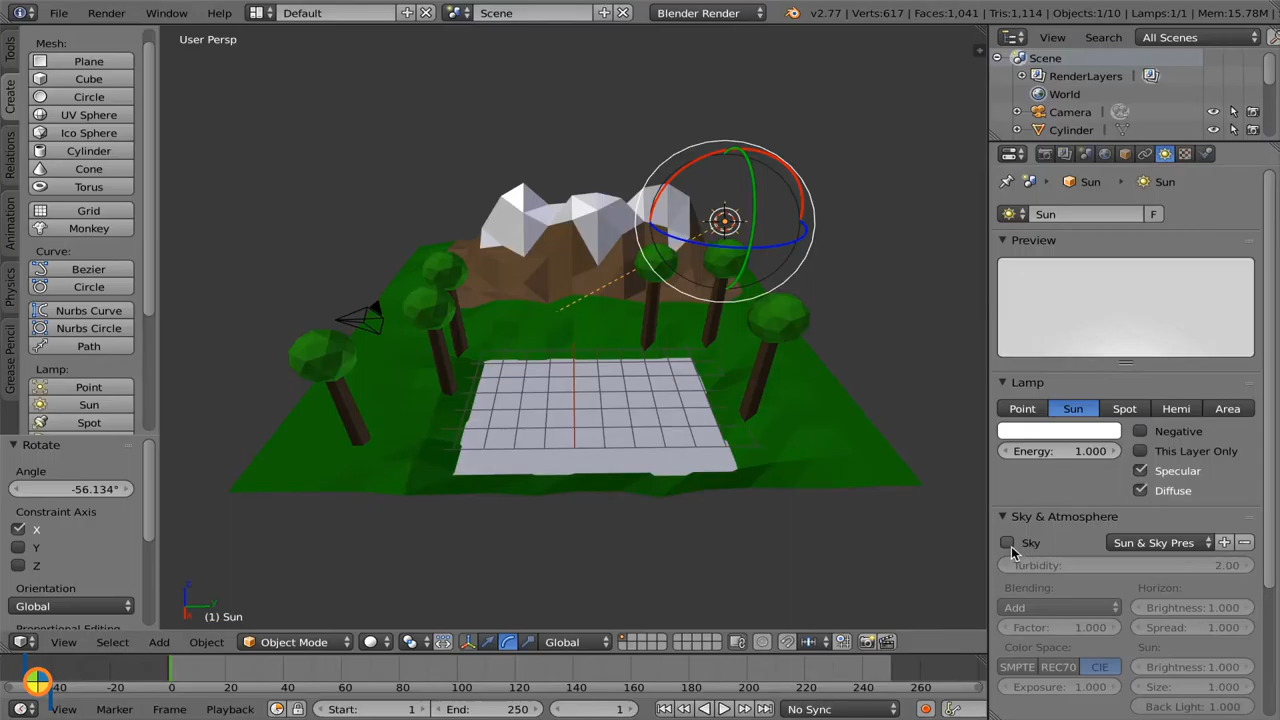 File Render Window Help Default Scene Blender Render v2.77 | Verts:617 | Faces:1,041 | Tris:1,114 | Objects:1/10 | Lamps:1/1 | Mem:15.78M
View Search All Scenes
Scene
RenderLayers
World
Camera
Cylinder
Tools
Create
Relations
Animation
Physics
Grease Pencil
Mesh:
Plane
Cube
Circle
UV Sphere
Ico Sphere
Cylinder
Cone
Torus
Grid
Monkey
Curve:
Bezier
Circle
Nurbs Curve
Nurbs Circle
Path
Lamp:
Point
Sun
Spot
Rotate
Angle
-56.134°
Constraint Axis
X
Y
Z
Orientation
Global
User Persp
(1) Sun
Sun Sun
Sun F
Preview
Lamp
Point Sun Spot Hemi Area
Negative
Energy: 1.000 This Layer Only
Specular
Diffuse
Sky & Atmosphere
Sky Sun & Sky Pres
Turbidity: 2.00
Blending: Horizon:
Add Brightness: 1.000
Factor: 1.000 Spread: 1.000
Color Space: Sun:
SMPTE REC70 CIE Brightness: 1.000
Exposure: 1.000 Size: 1.000
Back Light: 1.000
View Select Add Object Object Mode Global
-20 0 20 40 60 80 100 120 140 160 180 200 220 240 260
View Marker Frame Playback Start: 1 End: 250 1 No Sync